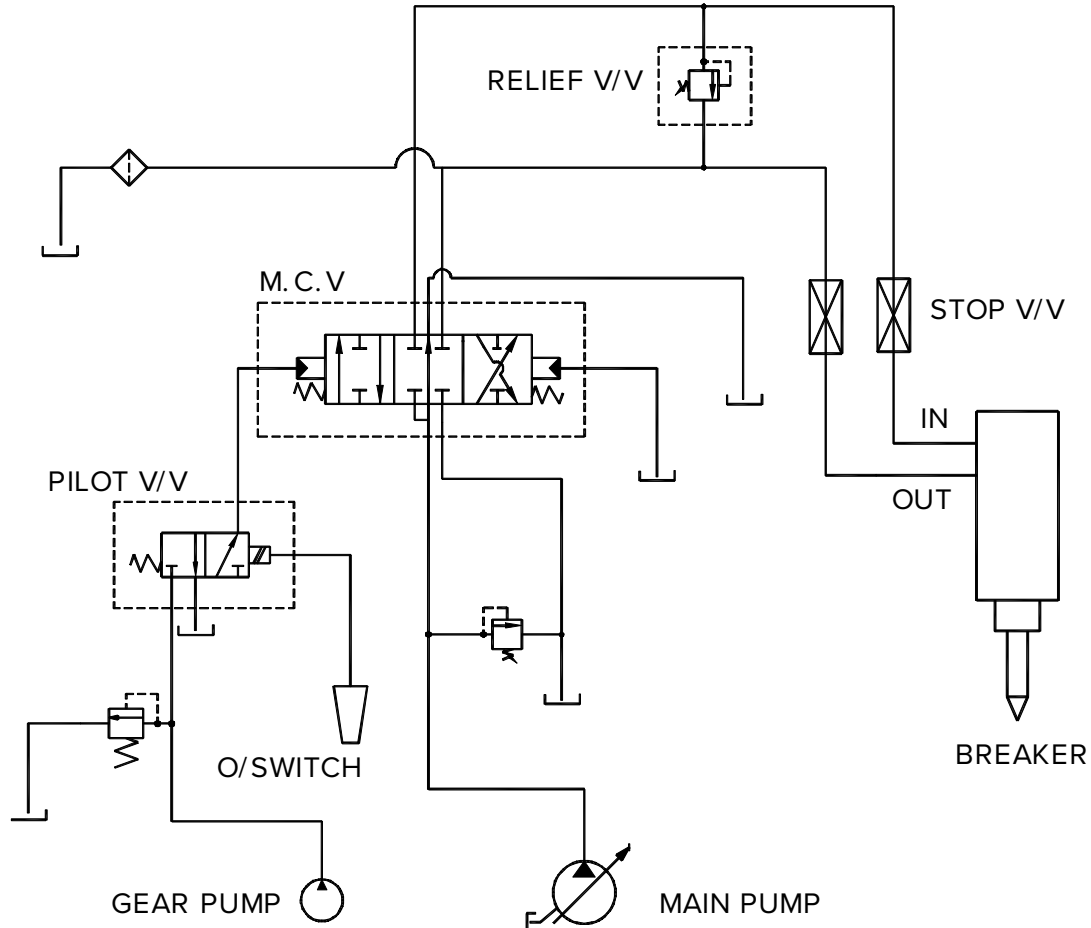 RELIEF V/V
M.C.V
STOP V/V
IN
PILOT V/V
OUT
O/SWITCH
BREAKER
GEAR PUMP
MAIN PUMP